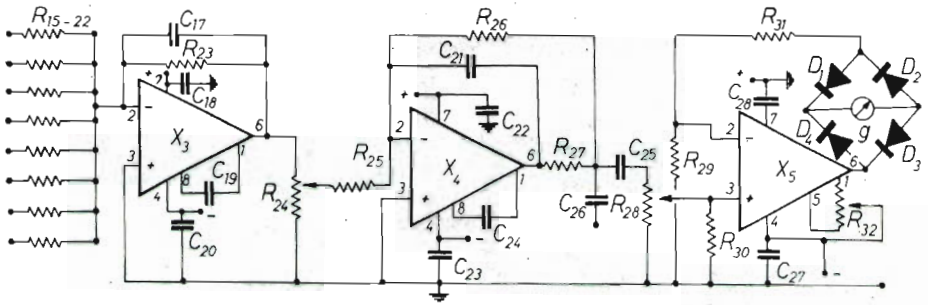 R15-22
C17
R23
+
7
C18
−
2
X3
6
3
+
8
1
4
C19
−
C20
R24
R25
R26
C21
+
7
C22
2
−
X4
6
3
+
8
1
4
C24
−
C23
R27
C26
C25
R28
R31
+
C28
7
R29
2
−
X5
6
3
+
1
5
4
R30
R32
C27
−
D1
D2
D4
g
D3